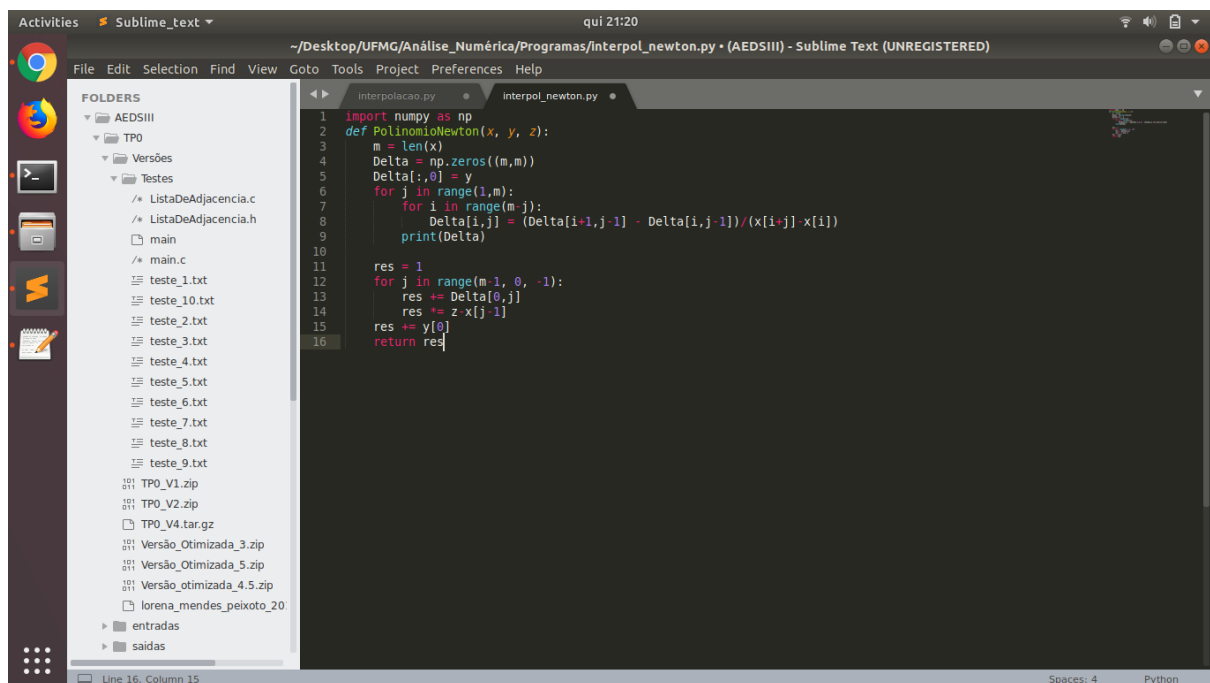 Activities Sublime_text qui 21:20
~/Desktop/UFMG/Análise_Numérica/Programas/interpol_newton.py • (AEDSIII) - Sublime Text (UNREGISTERED)
File Edit Selection Find View Goto Tools Project Preferences Help
FOLDERS
AEDSIII
TP0
Versões
Testes
/* ListaDeAdjacencia.c
/* ListaDeAdjacencia.h
main
/* main.c
teste_1.txt
teste_10.txt
teste_2.txt
teste_3.txt
teste_4.txt
teste_5.txt
teste_6.txt
teste_7.txt
teste_8.txt
teste_9.txt
TP0_V1.zip
TP0_V2.zip
TP0_V4.tar.gz
Versão_Otimizada_3.zip
Versão_Otimizada_5.zip
Versão_otimizada_4.5.zip
lorena_mendes_peixoto_20
entradas
saidas
interpolacao.py interpol_newton.py
1 import numpy as np
2 def PolinomioNewton(x, y, z):
3 m = len(x)
4 Delta = np.zeros((m,m))
5 Delta[:,0] = y
6 for j in range(1,m):
7 for i in range(m-j):
8 Delta[i,j] = (Delta[i+1,j-1] - Delta[i,j-1])/(x[i+j]-x[i])
9 print(Delta)
10
11 res = 1
12 for j in range(m-1, 0, -1):
13 res += Delta[0,j]
14 res *= z-x[j-1]
15 res += y[0]
16 return res
Line 16, Column 15 Spaces: 4 Python